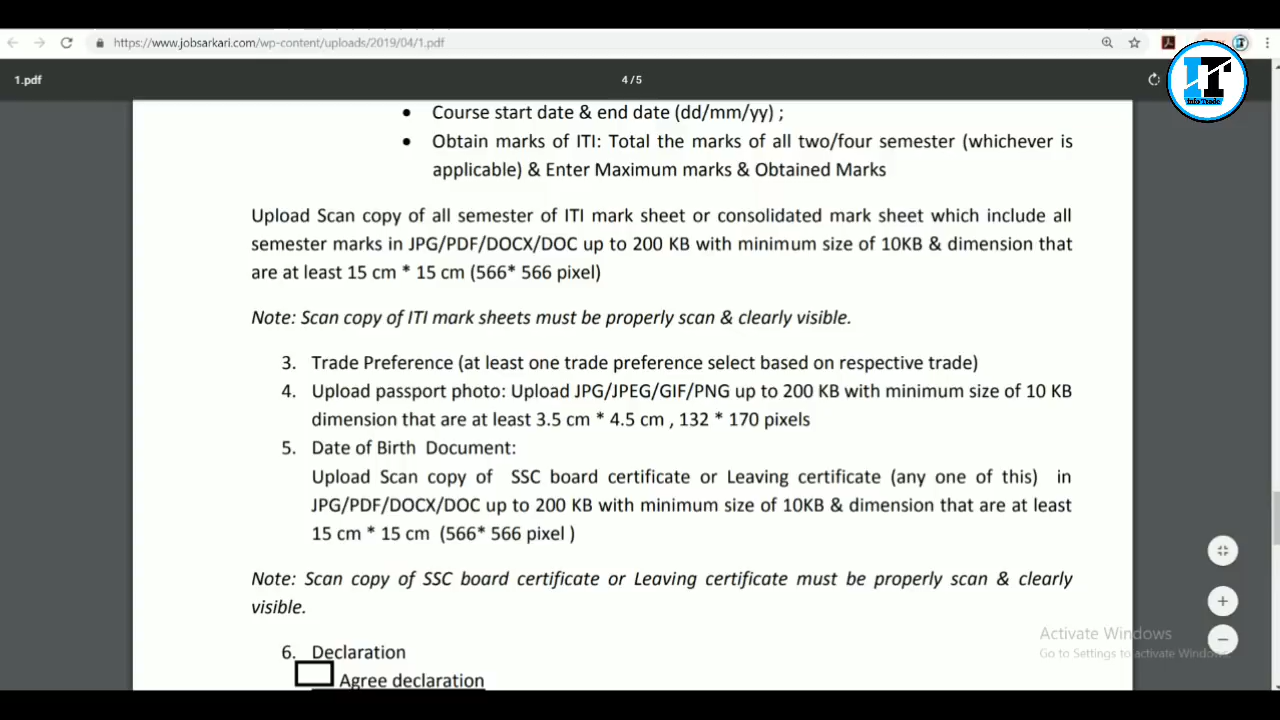 https://www.jobsarkari.com/wp-content/uploads/2019/04/1.pdf
1.pdf
4/5
IT
Info Trade
• Course start date & end date (dd/mm/yy) ;
• Obtain marks of ITI: Total the marks of all two/four semester (whichever is
applicable) & Enter Maximum marks & Obtained Marks
Upload Scan copy of all semester of ITI mark sheet or consolidated mark sheet which include all
semester marks in JPG/PDF/DOCX/DOC up to 200 KB with minimum size of 10KB & dimension that
are at least 15 cm * 15 cm (566* 566 pixel)
Note: Scan copy of ITI mark sheets must be properly scan & clearly visible.
3. Trade Preference (at least one trade preference select based on respective trade)
4. Upload passport photo: Upload JPG/JPEG/GIF/PNG up to 200 KB with minimum size of 10 KB
dimension that are at least 3.5 cm * 4.5 cm , 132 * 170 pixels
5. Date of Birth Document:
Upload Scan copy of SSC board certificate or Leaving certificate (any one of this) in
JPG/PDF/DOCX/DOC up to 200 KB with minimum size of 10KB & dimension that are at least
15 cm * 15 cm (566* 566 pixel )
Note: Scan copy of SSC board certificate or Leaving certificate must be properly scan & clearly
visible.
6. Declaration
Agree declaration
Activate Windows
Go to Settings to activate Windows.